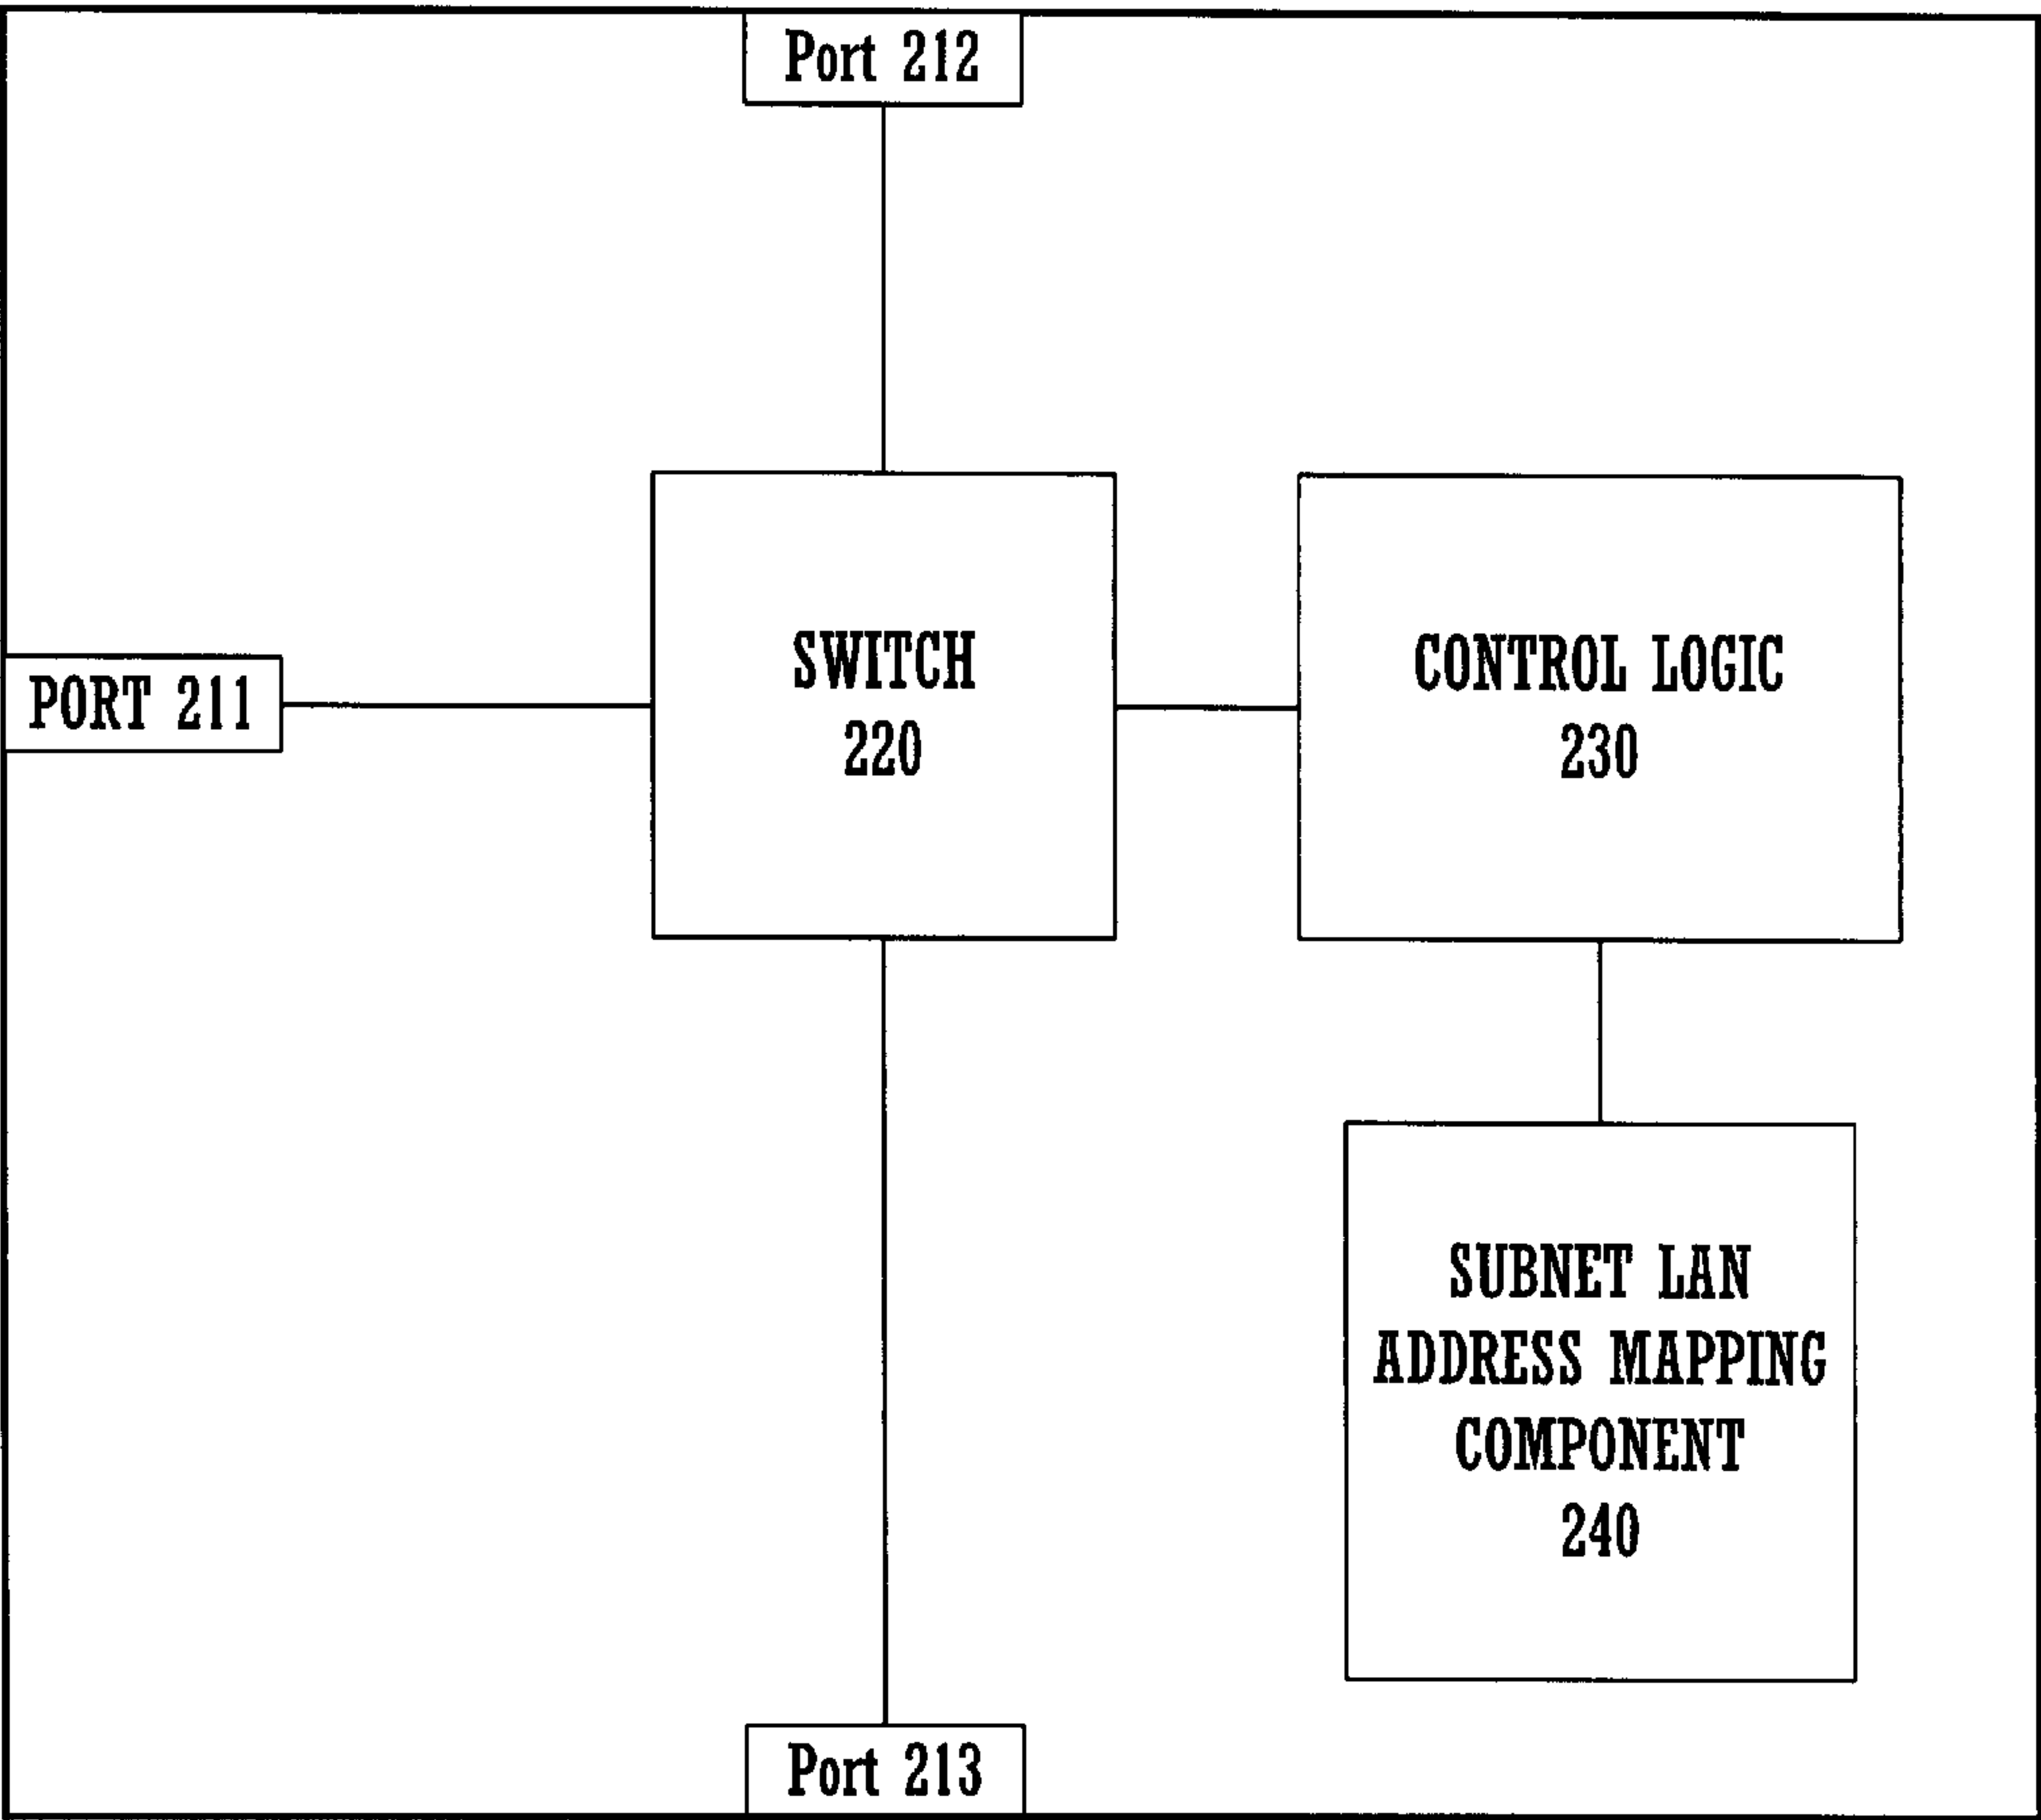 Port 212
PORT 211
SWITCH
220
CONTROL LOGIC
230
SUBNET LAN
ADDRESS MAPPING
COMPONENT
240
Port 213